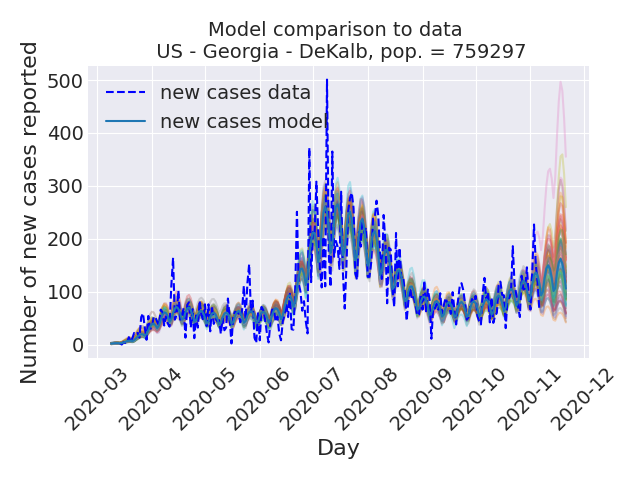 Model comparison to data
US - Georgia - DeKalb, pop. = 759297
Number of new cases reported
500
400
300
200
100
0
new cases data
new cases model
2020-03
2020-04
2020-05
2020-06
2020-07
2020-08
2020-09
2020-10
2020-11
2020-12
Day